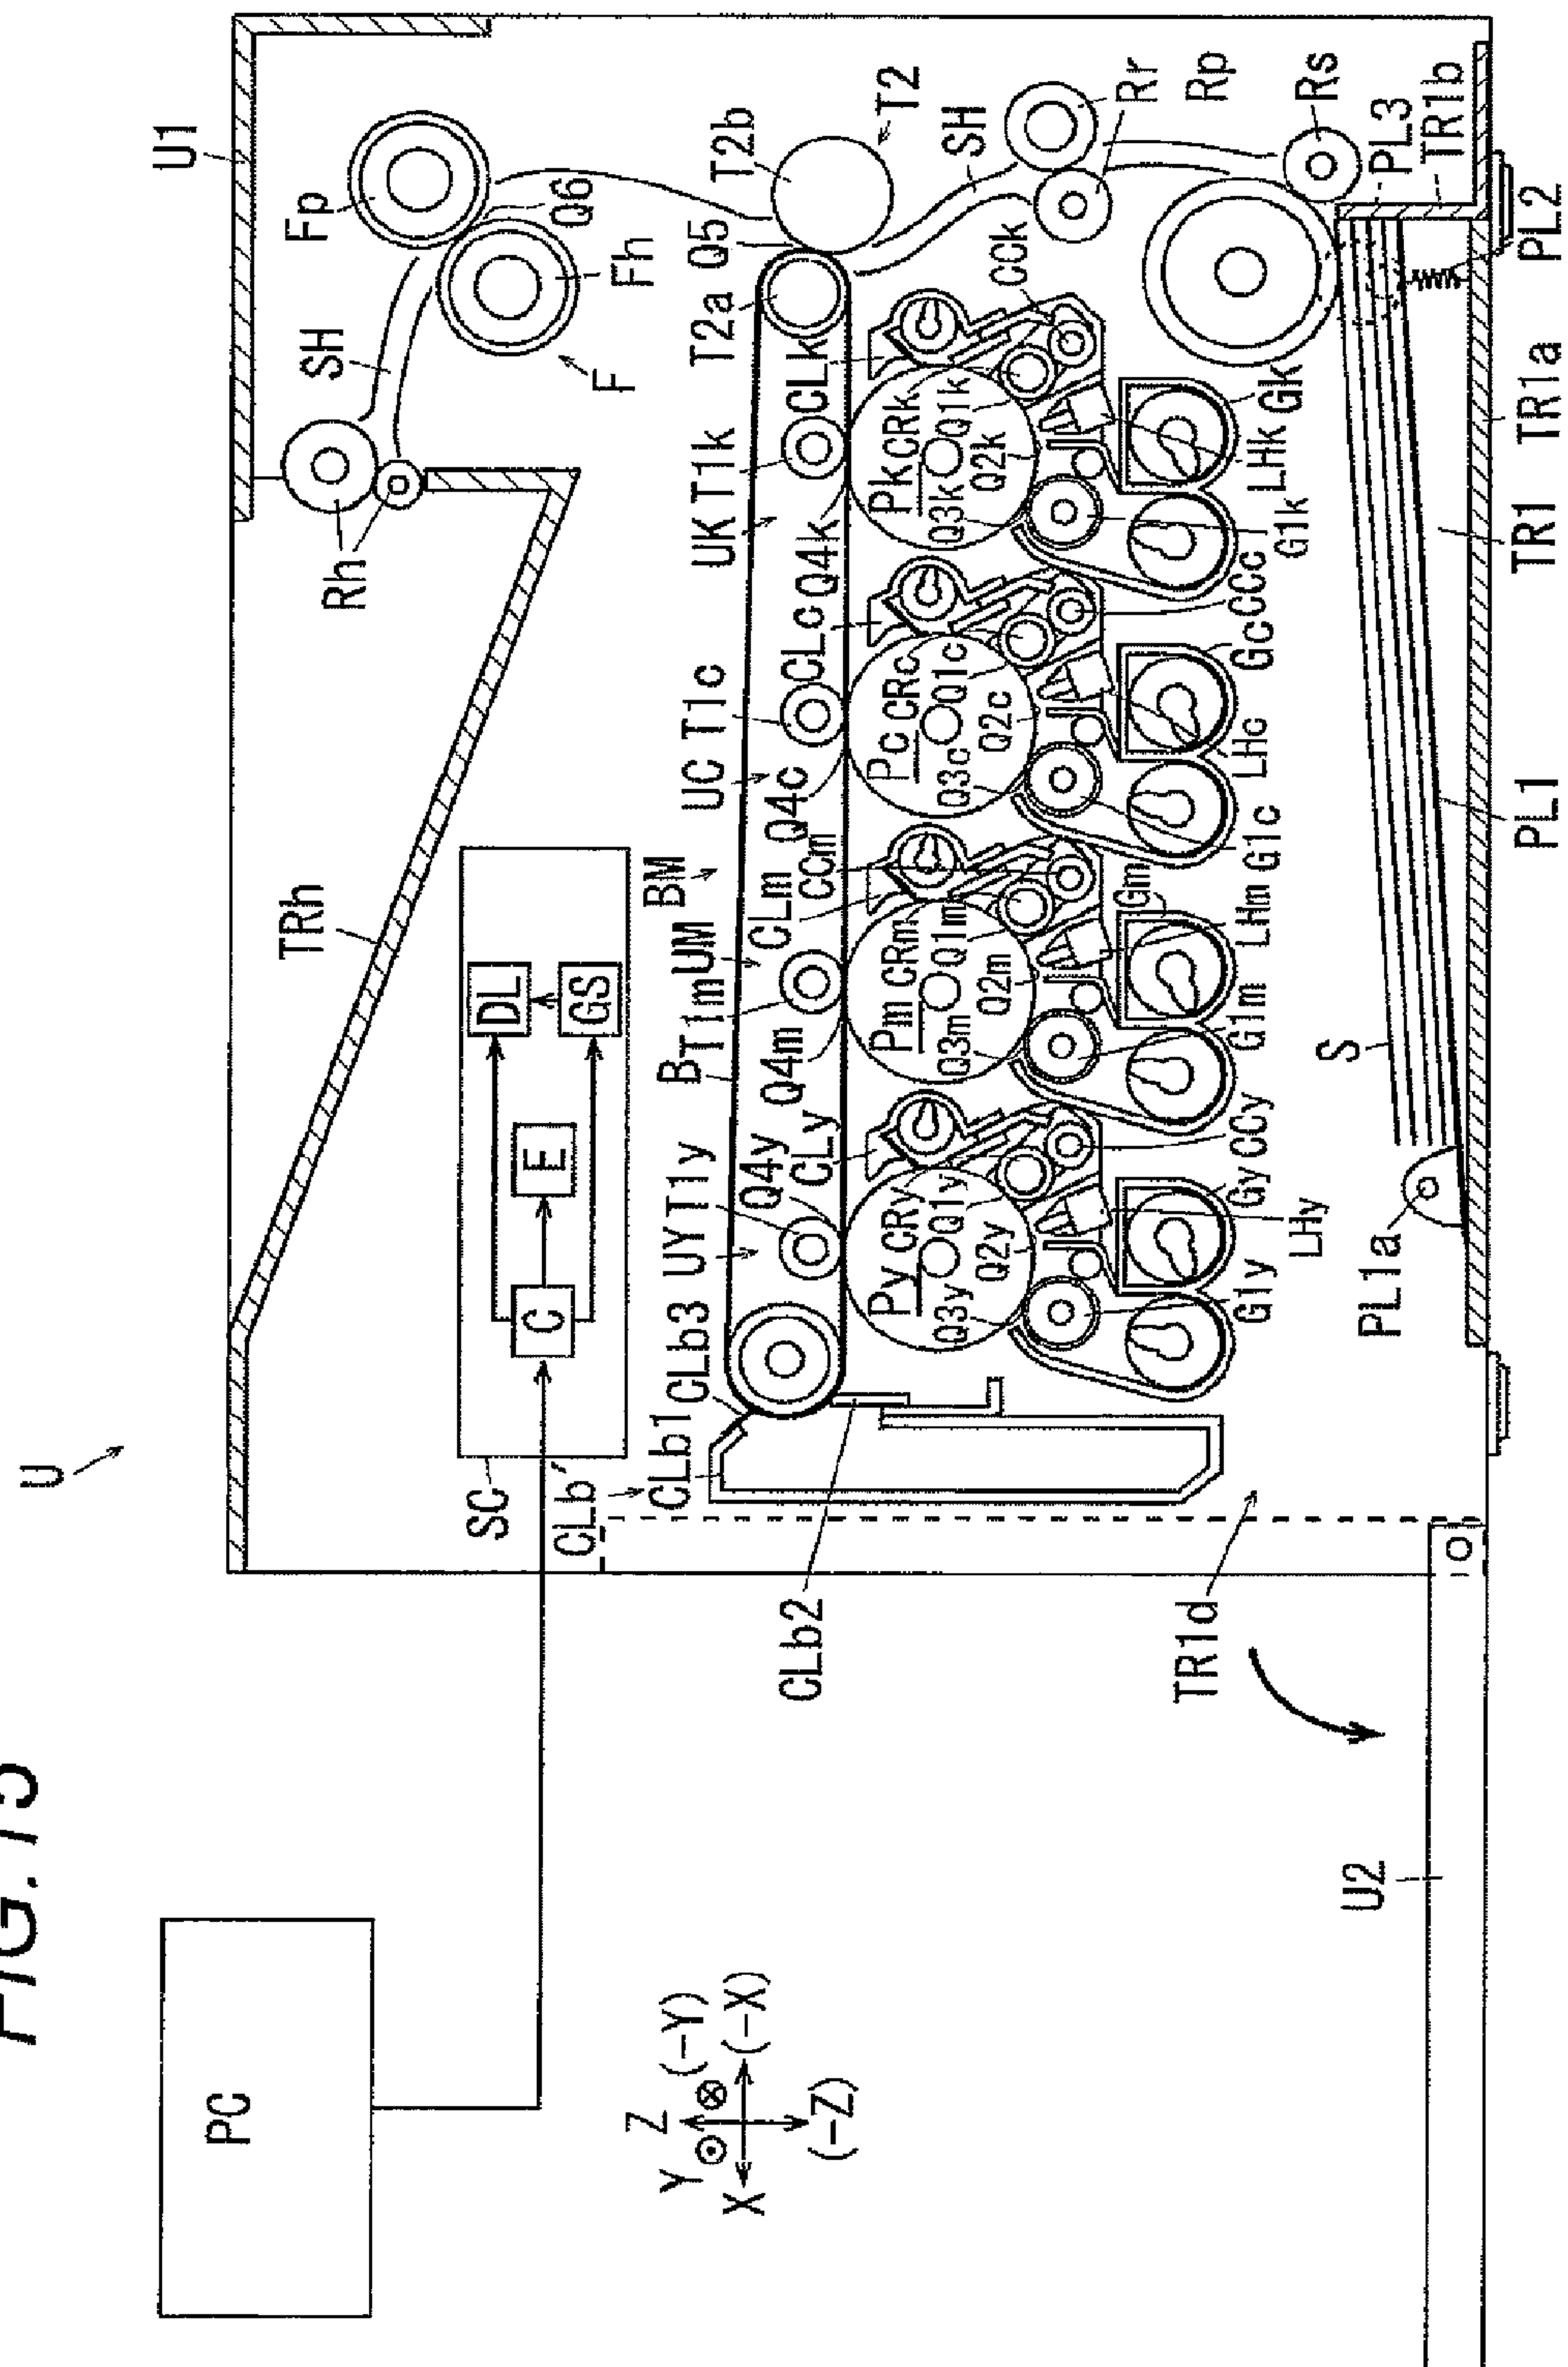 FIG.15
U
U1
PC
TRh
SH
Fp
Q6
Fh
F
Rh
SC
C
E
DL
GS
CLb'
CLb1
CLb3
UY
T1y
Q4y
CLy
B
T1m
UM
BM
Q4m
CLm
CCm
UC
T1c
Q4c
CLc
UK
T1k
Q4k
CLk
T2a
Q5
T2b
T2
SH
CCk
Rr
Rp
Rs
Py
CRy
Q3y
Q1y
Q2y
Pm
CRm
Q3m
Q1m
Q2m
Pc
CRc
Q3c
Q1c
Q2c
Pk
CRk
Q3k
Q1k
Q2k
CLb2
G1y
LHy
Gy
CCy
G1m
LHm
Gm
G1c
LHc
Gc
CCc
G1k
LHk
Gk
PL3
TR1b
PL2
TR1a
TR1
PL1
S
PL1a
TR1d
U2
Y
Z
(-Y)
X
(-X)
(-Z)